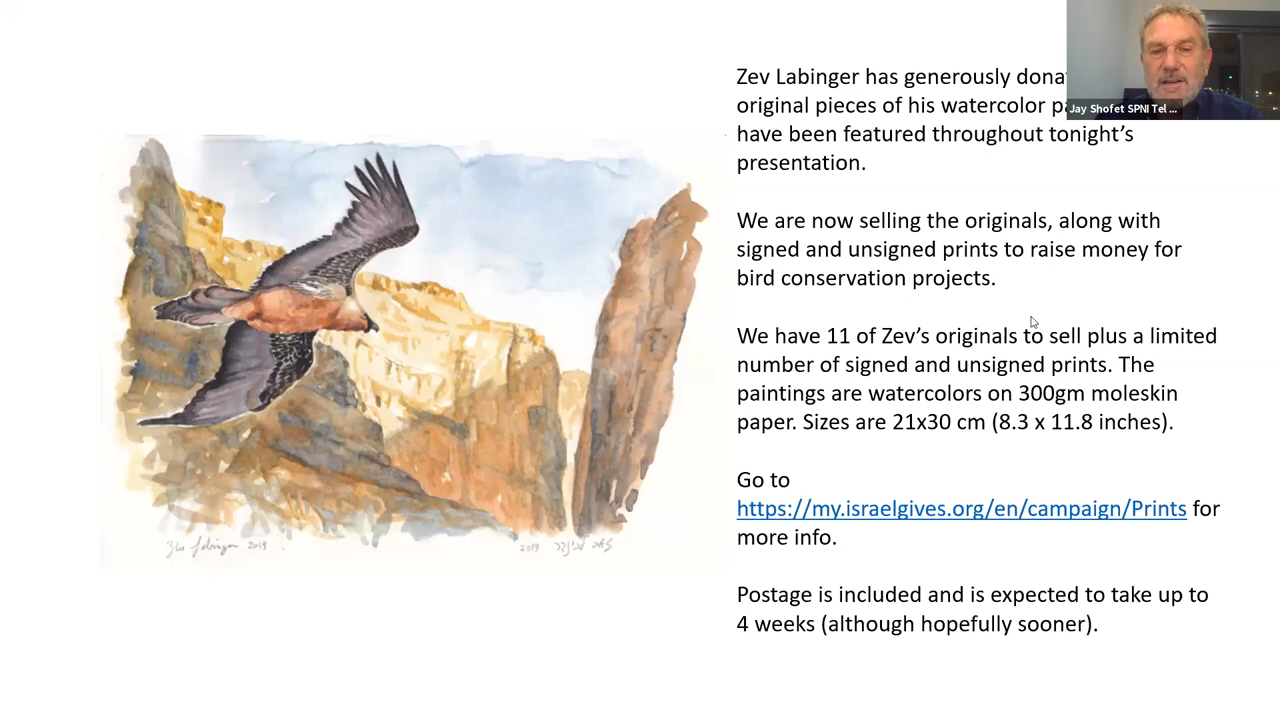 Zev Labinger has generously
original pieces of his watercolor
have been featured throughout tonight's
presentation.
We are now selling the originals, along with
signed and unsigned prints to raise money for
bird conservation projects.
We have 11 of Zev's originals to sell plus a limited
number of signed and unsigned prints. The
paintings are watercolors on 300gm moleskin
paper. Sizes are 21x30 cm (8.3 x 11.8 inches).
Go to
https://my.israelgives.org/en/campaign/Prints for
more info.
Postage is included and is expected to take up to
4 weeks (although hopefully sooner).
Jay Shofet SPNI Tel ...
Zev Labinger 2019
2019